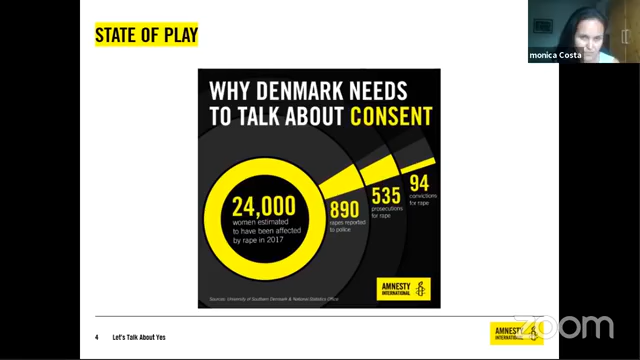 STATE OF PLAY
monica Costa
WHY DENMARK NEEDS
TO TALK ABOUT CONSENT
24,000
women estimated
to have been affected
by rape in 2017
890
rapes reported
to police
535
prosecutions
for rape
94
convictions
for rape
AMNESTY
INTERNATIONAL
Sources: University of Southern Denmark & National Statistics Office
4
Let's Talk About Yes
AMNESTY
INTERNATIONAL
zoom